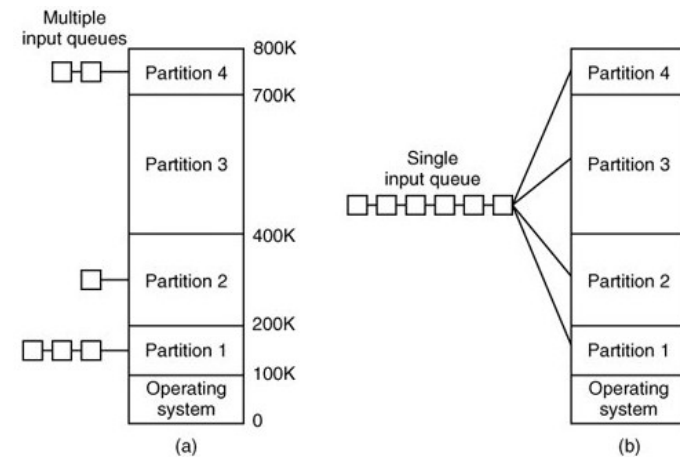 Multiple
input queues
800K
Partition 4
700K
Partition 3
400K
Partition 2
200K
Partition 1
100K
Operating
system
0
(a)
Single
input queue
Partition 4
Partition 3
Partition 2
Partition 1
Operating
system
(b)